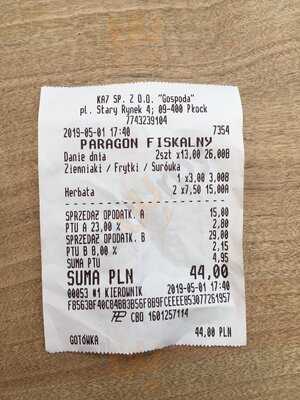 KA7 SP. Z O.O. "Gospoda"
pl. Stary Rynek 4; 09-400 Płock
7743239104
2019-05-01 17:40 7354
PARAGON FISKALNY
Danie dnia 2szt x13,00 26,00B
Ziemniaki / Frytki / Surówka
1 x3,00 3,00B
Herbata 2 x7,50 15,00A
SPRZEDAŻ OPODATK. A 15,00
PTU A 23,00 % 2,80
SPRZEDAŻ OPODATK. B 29,00
PTU B 8,00 % 2,15
SUMA PTU 4,95
SUMA PLN 44,00
00053 #1 KIEROWNIK 2019-05-01 17:40
CBD 1601257114
GOTÓWKA 44,00 PLN